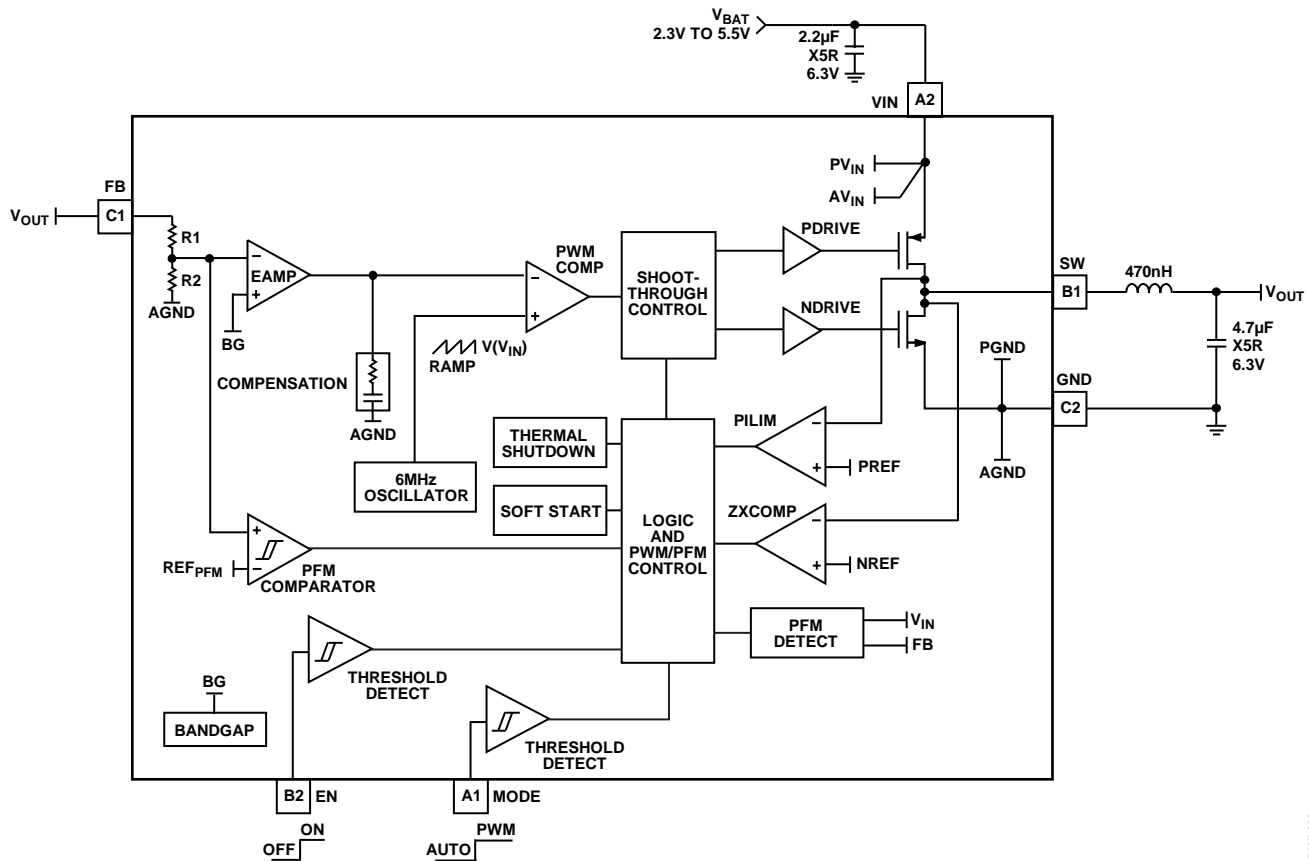 V_BAT
2.3V TO 5.5V
2.2µF
X5R
6.3V
VIN
A2
PV_IN
AV_IN
FB
C1
V_OUT
R1
R2
AGND
EAMP
BG
COMPENSATION
AGND
PWM
COMP
RAMP
V(V_IN)
6MHz
OSCILLATOR
SHOOT-
THROUGH
CONTROL
PDRIVE
NDRIVE
SW
B1
470nH
V_OUT
4.7µF
X5R
6.3V
PGND
GND
C2
AGND
THERMAL
SHUTDOWN
SOFT START
LOGIC
AND
PWM/PFM
CONTROL
PILIM
PREF
ZXCOMP
NREF
REF_PFM
PFM
COMPARATOR
PFM
DETECT
V_IN
FB
THRESHOLD
DETECT
THRESHOLD
DETECT
BG
BANDGAP
B2
EN
A1
MODE
OFF
ON
AUTO
PWM